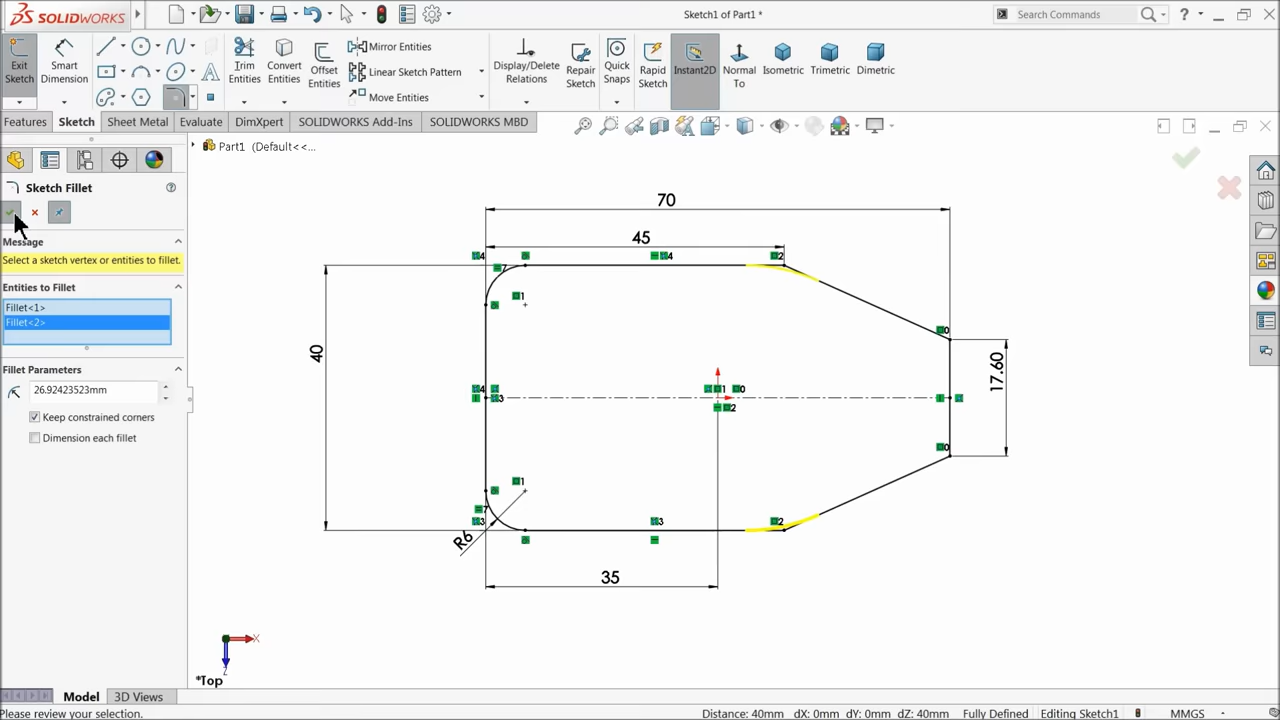 SOLIDWORKS
Sketch1 of Part1 *
Search Commands
Exit Sketch
Smart Dimension
Trim Entities
Convert Entities
Offset Entities
Mirror Entities
Linear Sketch Pattern
Move Entities
Display/Delete Relations
Repair Sketch
Quick Snaps
Rapid Sketch
Instant2D
Normal To
Isometric
Trimetric
Dimetric
Features
Sketch
Sheet Metal
Evaluate
DimXpert
SOLIDWORKS Add-Ins
SOLIDWORKS MBD
Part1 (Default<<...
Sketch Fillet
Message
Select a sketch vertex or entities to fillet.
Entities to Fillet
Fillet<1>
Fillet<2>
Fillet Parameters
26.92423523mm
Keep constrained corners
Dimension each fillet
70
45
40
17.60
R6
35
X
Z
*Top
Model
3D Views
Please review your selection.
Distance: 40mm dX: 0mm dY: 0mm dZ: 40mm
Fully Defined
Editing Sketch1
MMGS